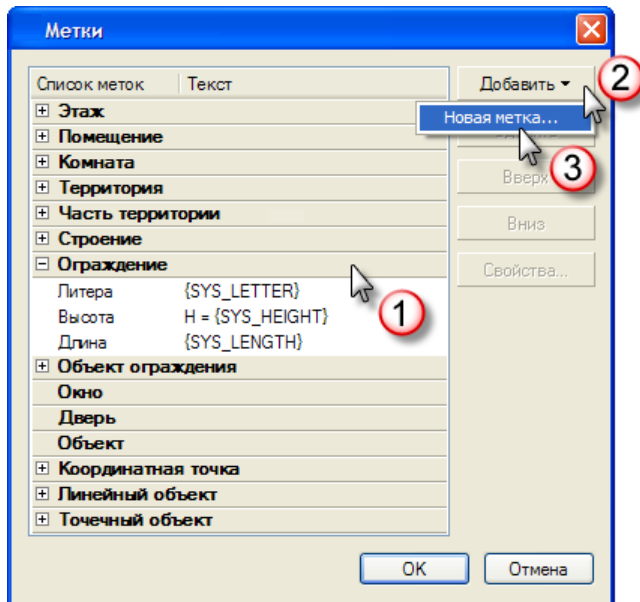 Метки
Список меток Текст
Добавить
2
Новая метка...
3
Этаж
Помещение
Комната
Вверх
Территория
Часть территории
Вниз
Строение
Ограждение
Свойства...
Литера {SYS_LETTER}
Высота H = {SYS_HEIGHT}
1
Длина {SYS_LENGTH}
Объект ограждения
Окно
Дверь
Объект
Координатная точка
Линейный объект
Точечный объект
OK
Отмена